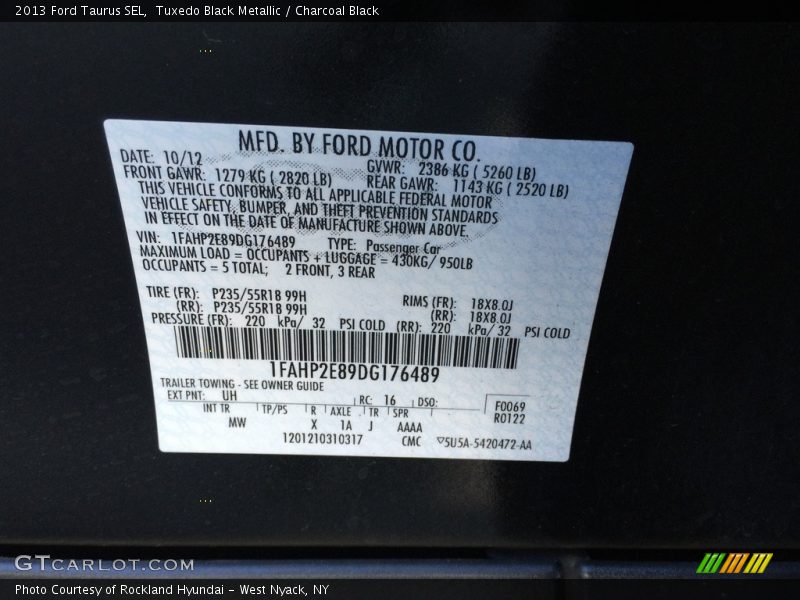 2013 Ford Taurus SEL,  Tuxedo Black Metallic / Charcoal Black
MFD. BY FORD MOTOR CO.
DATE: 10/12 GVWR: 2386 KG ( 5260 LB)
FRONT GAWR: 1279 KG ( 2820 LB) REAR GAWR: 1143 KG ( 2520 LB)
THIS VEHICLE CONFORMS TO ALL APPLICABLE FEDERAL MOTOR
VEHICLE SAFETY, BUMPER, AND THEFT PREVENTION STANDARDS
IN EFFECT ON THE DATE OF MANUFACTURE SHOWN ABOVE.
VIN: 1FAHP2E89DG176489 TYPE: Passenger Car
MAXIMUM LOAD = OCCUPANTS + LUGGAGE = 430KG/ 950LB
OCCUPANTS = 5 TOTAL; 2 FRONT, 3 REAR
TIRE (FR): P235/55R18 99H RIMS (FR): 18X8.0J
(RR): P235/55R18 99H (RR): 18X8.0J
PRESSURE (FR): 220 kPa/ 32 PSI COLD (RR): 220 kPa/ 32 PSI COLD
1FAHP2E89DG176489
TRAILER TOWING - SEE OWNER GUIDE
EXT PNT: UH RC: 16 DSO: F0069
INT TR TP/PS R AXLE TR SPR R0122
MW X 1A J AAAA
1201210310317 CMC ▽5U5A-5420472-AA
GTCARLOT.COM
Photo Courtesy of Rockland Hyundai - West Nyack, NY